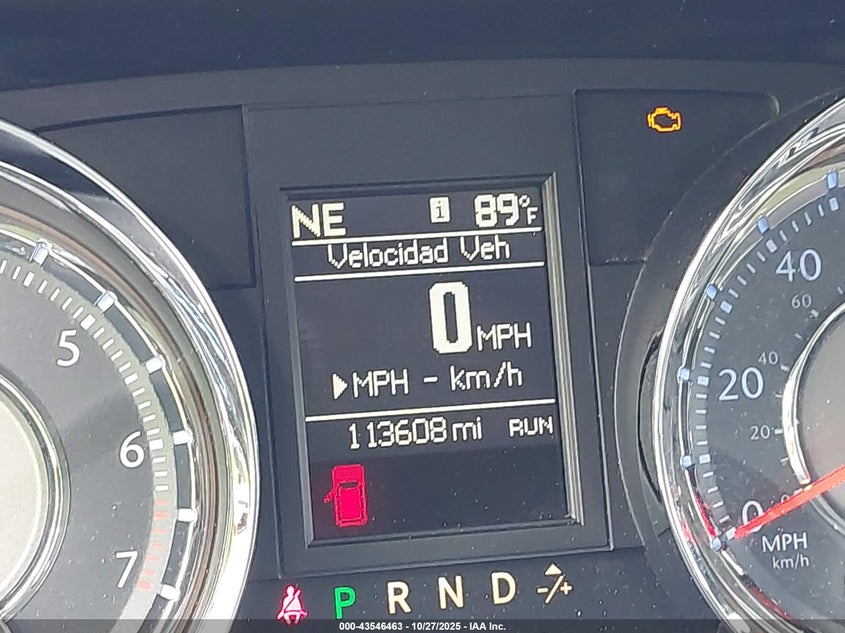 NE i 89°F
Velocidad Veh
0 MPH
MPH - km/h
113608 mi RUN
5
6
7
40
60
40
20
20
0
MPH
km/h
P R N D -/+
000-43546463 - 10/27/2025 - IAA Inc.